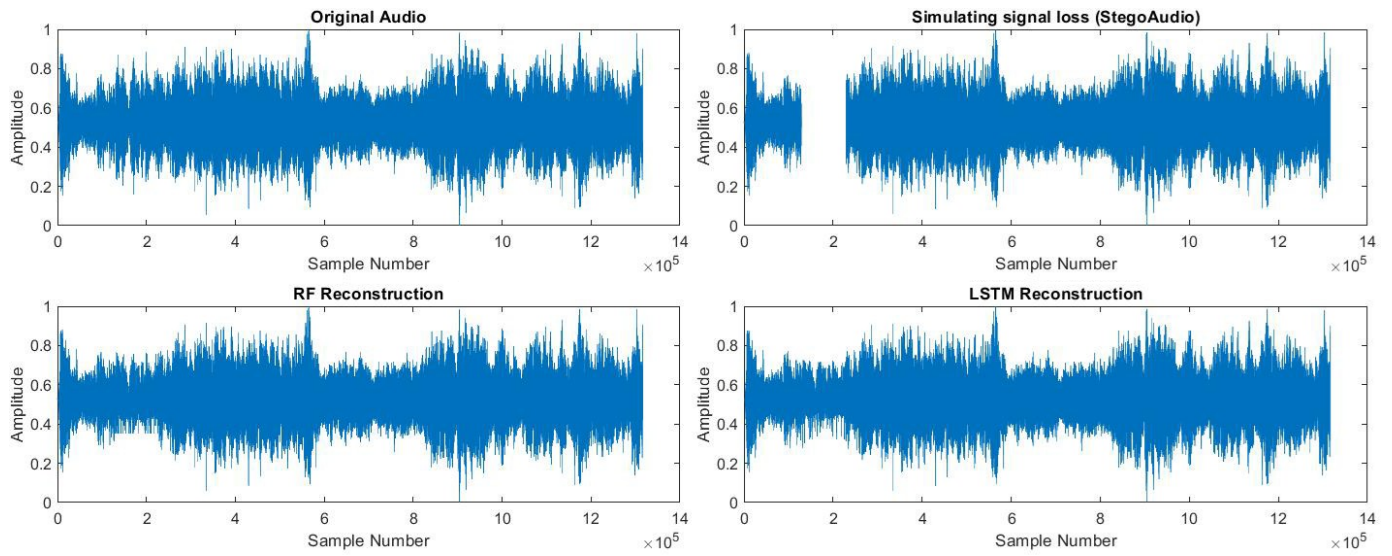 Original Audio
1
0.8
0.6
0.4
0.2
0
Amplitude
0 2 4 6 8 10 12 14
Sample Number
×10^5
Simulating signal loss (StegoAudio)
1
0.8
0.6
0.4
0.2
0
Amplitude
0 2 4 6 8 10 12 14
Sample Number
×10^5
RF Reconstruction
1
0.8
0.6
0.4
0.2
0
Amplitude
0 2 4 6 8 10 12 14
Sample Number
×10^5
LSTM Reconstruction
1
0.8
0.6
0.4
0.2
0
Amplitude
0 2 4 6 8 10 12 14
Sample Number
×10^5